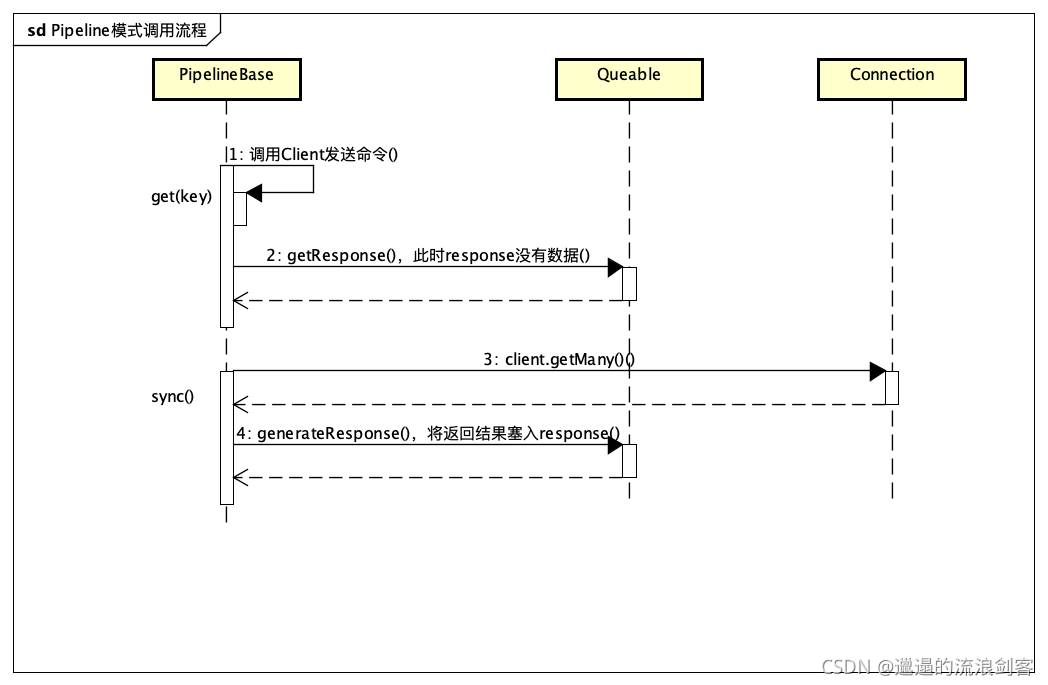 sd Pipeline模式调用流程
PipelineBase
Queable
Connection
1: 调用Client发送命令()
get(key)
2: getResponse()，此时response没有数据()
3: client.getMany()()
sync()
4: generateResponse()，将返回结果塞入response()
CSDN @邋遢的流浪剑客